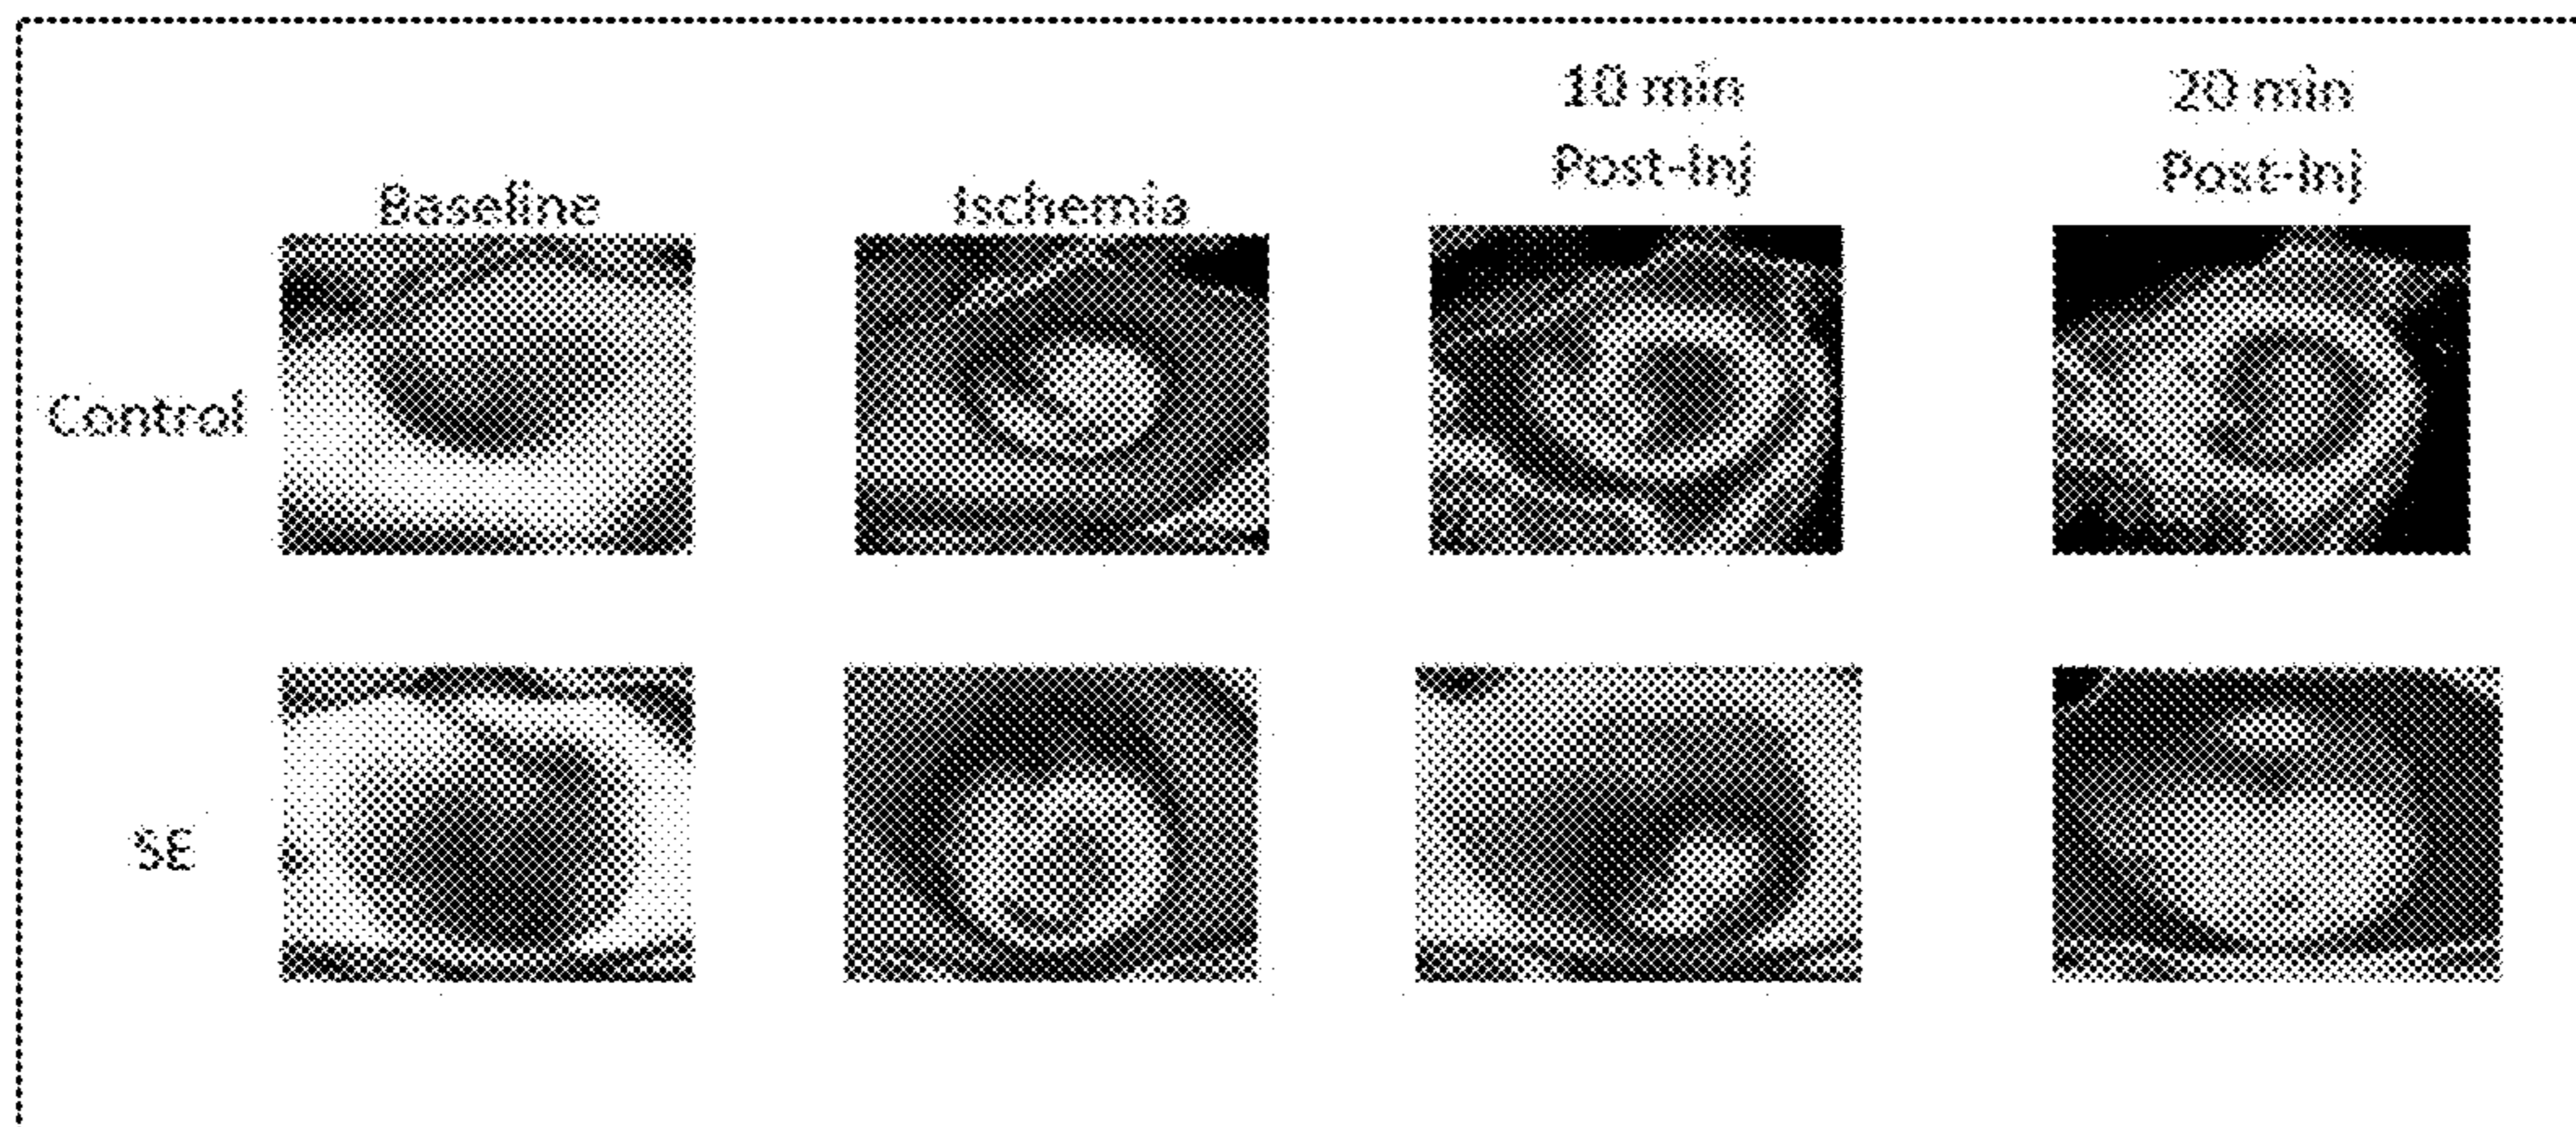 10 min
Post-Inj
20 min
Post-Inj
Baseline
Ischemia
Control
SE